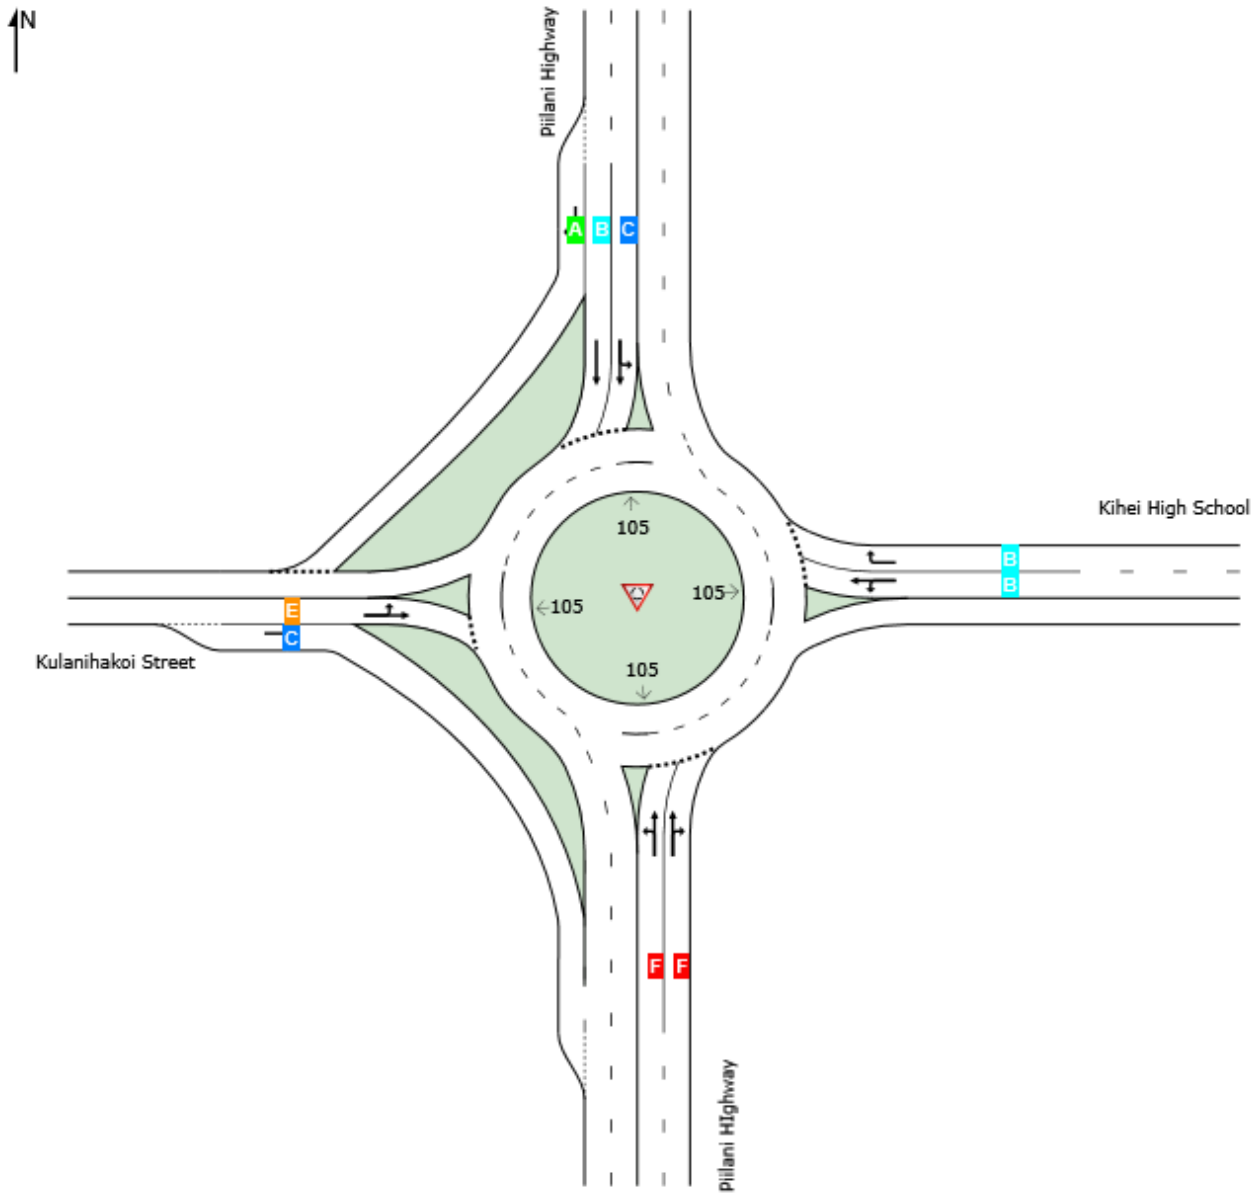 N
Piilani Highway
A B C
Kihei High School
105
B
105
105
B
E
C
Kulanihakoi Street
105
F F
Piilani HIghway